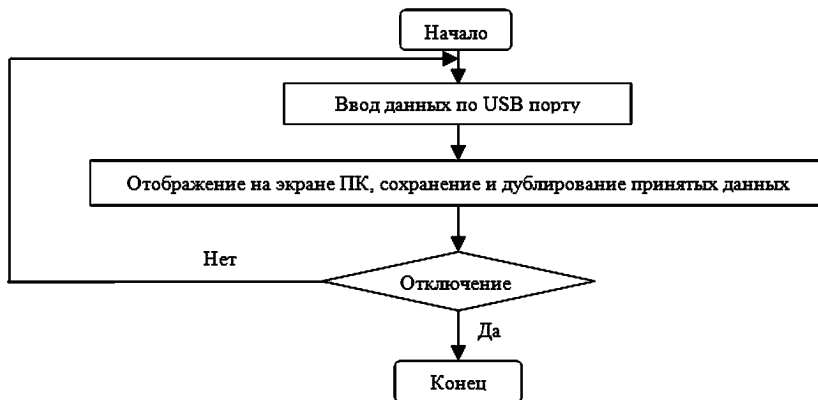 Начало
Ввод данных по USB порту
Отображение на экране ПК, сохранение и дублирование принятых данных
Нет
Отключение
Да
Конец